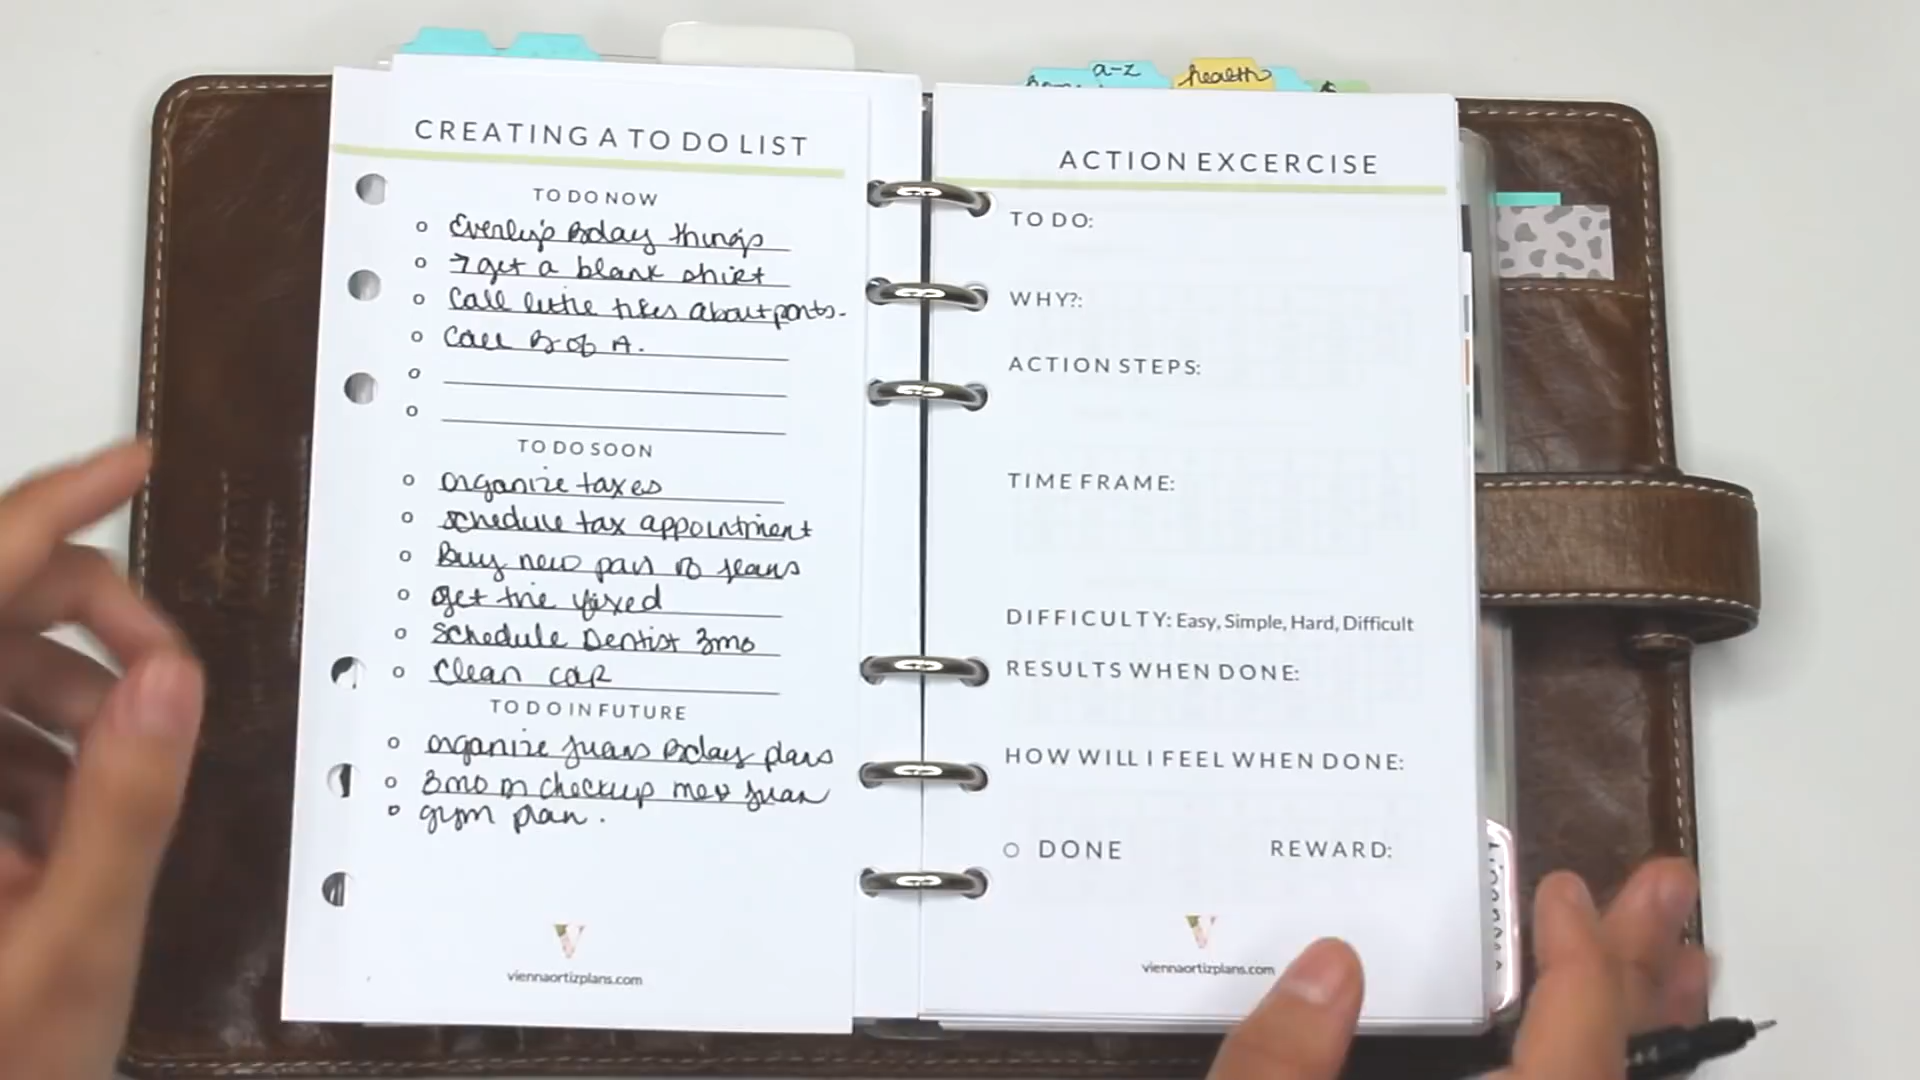 a-z
health
$
CREATING A TO DO LIST
TO DO NOW
Everly's Bday things
→ get a blank shirt
Call little tikes about parts.
Call B of A.
TO DO SOON
organize taxes
schedule tax appointment
Buy new pair of jeans
get tire fixed
Schedule Dentist 3mo
Clean car
TO DO IN FUTURE
organize Juans Bday plans
3mo checkup Juan
gym plan.
viennaortizplans.com
ACTION EXCERCISE
TO DO:
WHY?:
ACTION STEPS:
TIME FRAME:
DIFFICULTY: Easy, Simple, Hard, Difficult
RESULTS WHEN DONE:
HOW WILL I FEEL WHEN DONE:
DONE REWARD:
viennaortizplans.com